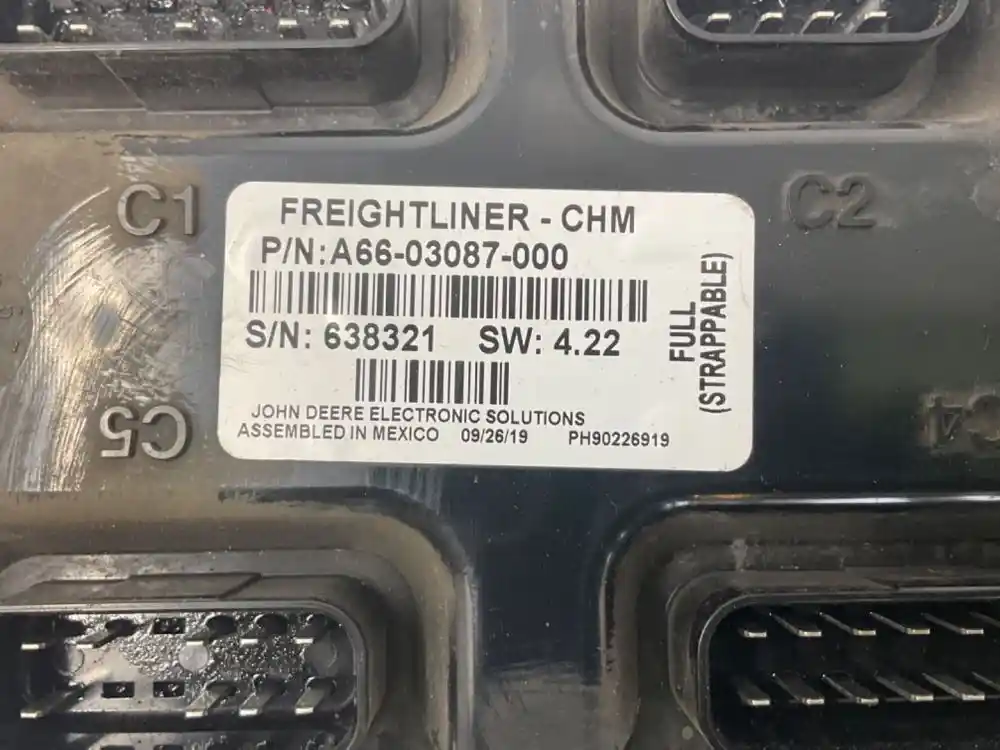 C1
C2
FREIGHTLINER - CHM
P/N: A66-03087-000
S/N: 638321 SW: 4.22
FULL
(STRAPPABLE)
JOHN DEERE ELECTRONIC SOLUTIONS
ASSEMBLED IN MEXICO 09/26/19 PH90226919
C5
C4